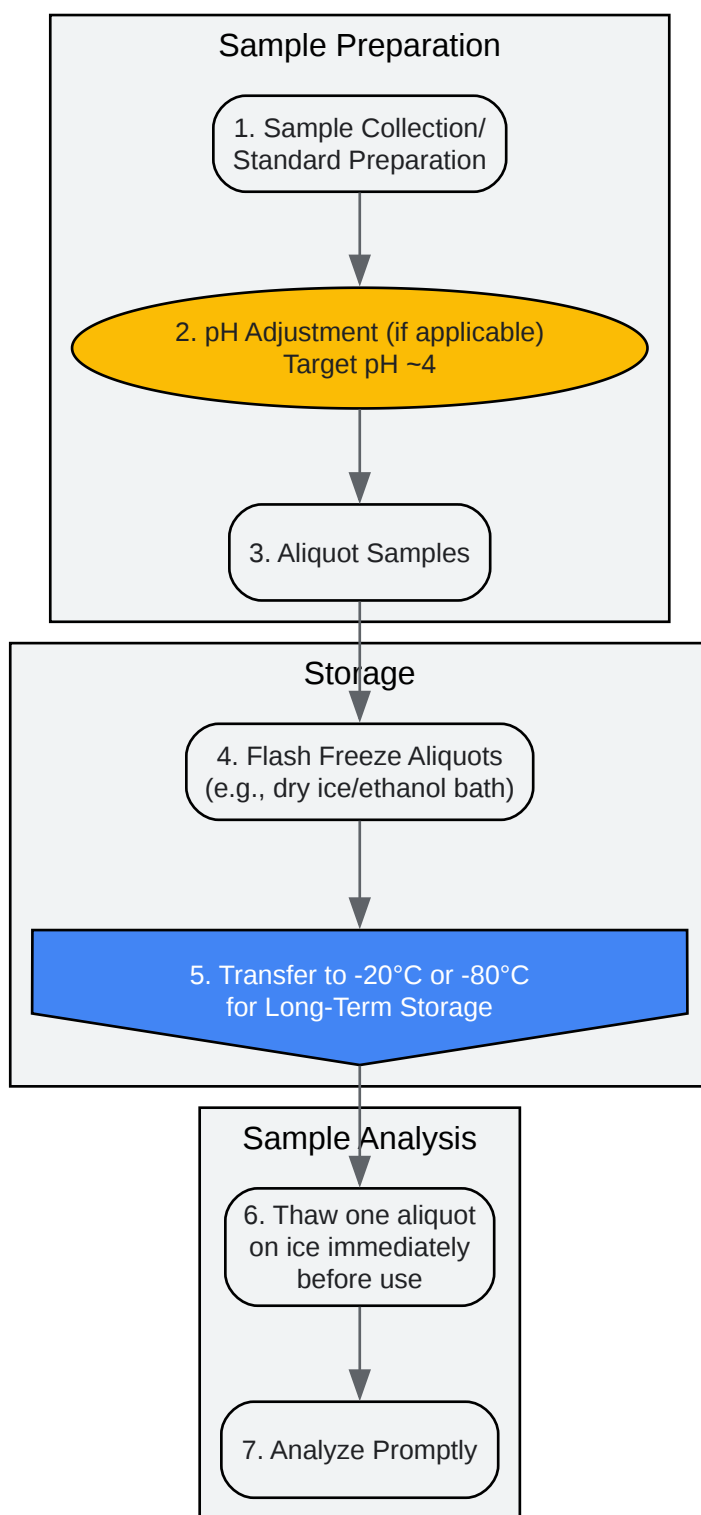 Sample Preparation
1. Sample Collection/
Standard Preparation
2. pH Adjustment (if applicable)
Target pH ~4
3. Aliquot Samples
Storage
4. Flash Freeze Aliquots
(e.g., dry ice/ethanol bath)
5. Transfer to -20°C or -80°C
for Long-Term Storage
Sample Analysis
6. Thaw one aliquot
on ice immediately
before use
7. Analyze Promptly